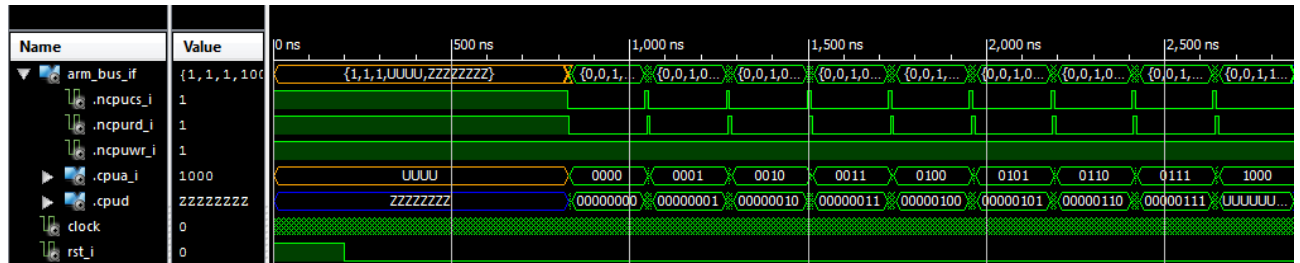 Name Value 0 ns 500 ns 1,000 ns 1,500 ns 2,000 ns 2,500 ns
arm_bus_if {1,1,1,100 {1,1,1,UUUU,ZZZZZZZZ} {0,0,1,... {0,0,1,0... {0,0,1,0... {0,0,1,0... {0,0,1,... {0,0,1,0... {0,0,1,0... {0,0,1,... {0,0,1,1...
.ncpucs_i 1
.ncpurd_i 1
.ncpuwr_i 1
.cpua_i 1000 UUUU 0000 0001 0010 0011 0100 0101 0110 0111 1000
.cpud ZZZZZZZZ ZZZZZZZZ 00000000 00000001 00000010 00000011 00000100 00000101 00000110 00000111 UUUUUU...
clock 0
rst_i 0